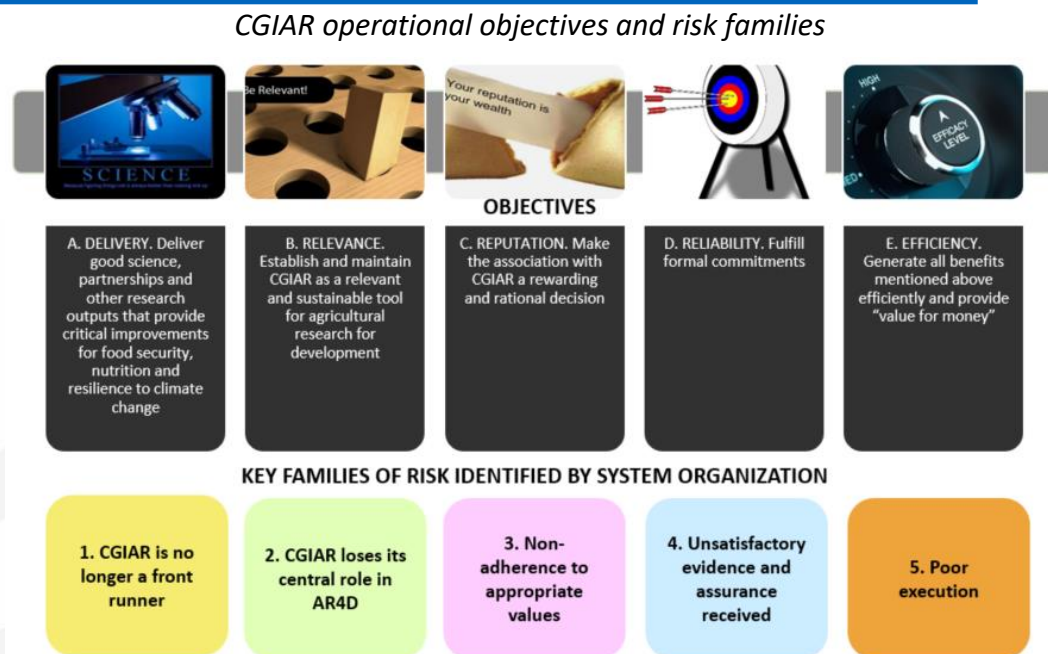 CGIAR operational objectives and risk families
SCIENCE
Be Relevant!
Your reputation is
your wealth
HIGH
EFFICACY
LEVEL
OBJECTIVES
A. DELIVERY. Deliver
good science,
partnerships and
other research
outputs that provide
critical improvements
for food security,
nutrition and
resilience to climate
change
B. RELEVANCE.
Establish and maintain
CGIAR as a relevant
and sustainable tool
for agricultural
research for
development
C. REPUTATION. Make
the association with
CGIAR a rewarding
and rational decision
D. RELIABILITY. Fulfill
formal commitments
E. EFFICIENCY.
Generate all benefits
mentioned above
efficiently and provide
“value for money”
KEY FAMILIES OF RISK IDENTIFIED BY SYSTEM ORGANIZATION
1. CGIAR is no
longer a front
runner
2. CGIAR loses its
central role in
AR4D
3. Non-
adherence to
appropriate
values
4. Unsatisfactory
evidence and
assurance
received
5. Poor
execution